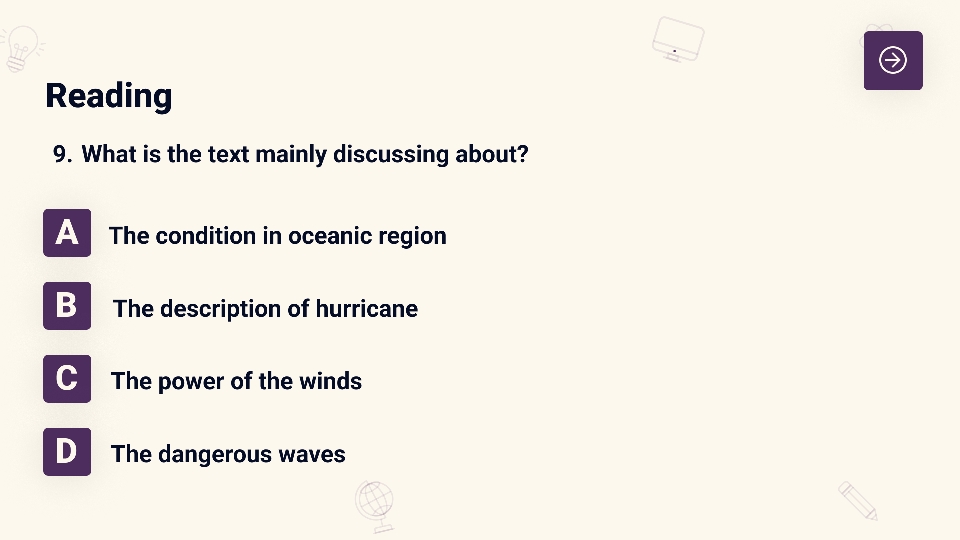 Reading
9. What is the text mainly discussing about?
A The condition in oceanic region
B The description of hurricane
C The power of the winds
D The dangerous waves